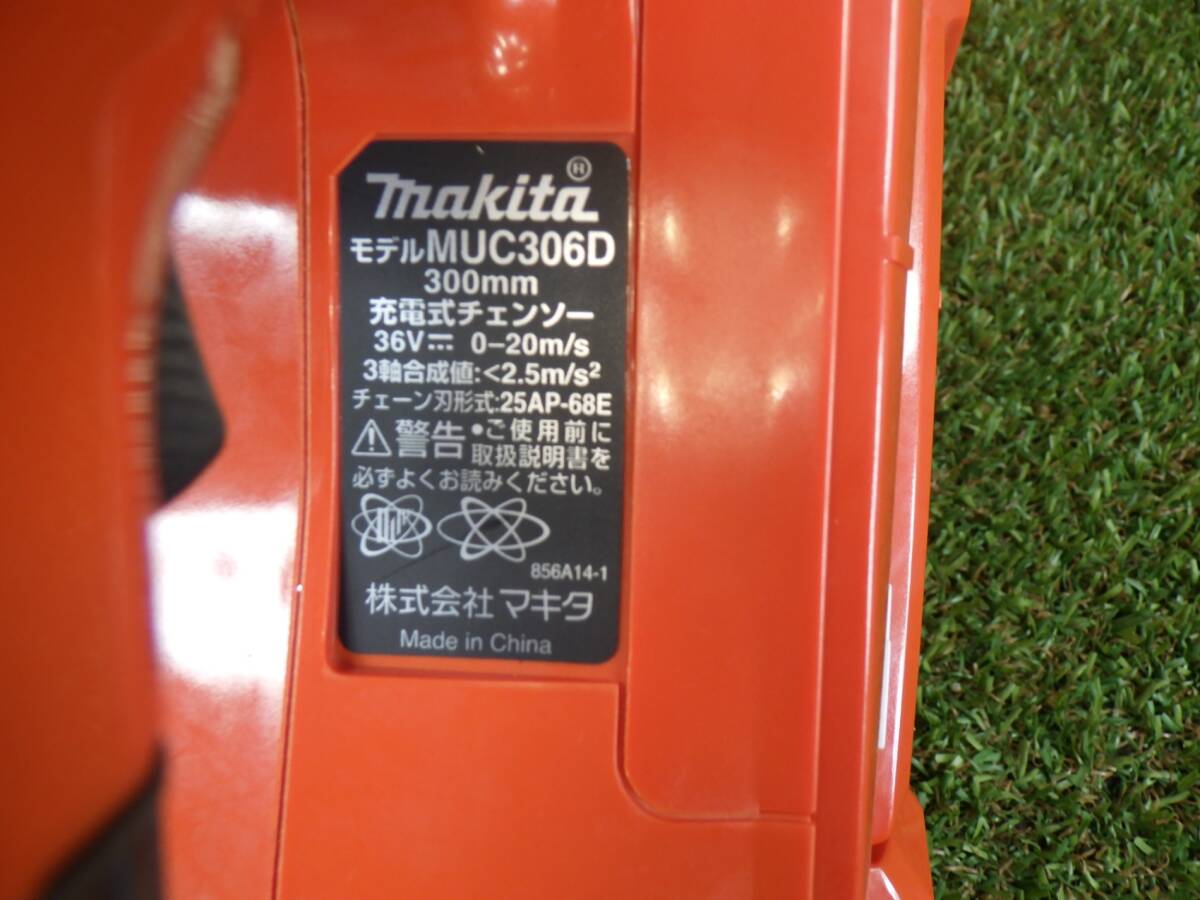 makita®
モデルMUC306D
300mm
充電式チェンソー
36V⎓ 0-20m/s
3軸合成値:<2.5m/s²
チェーン刃形式:25AP-68E
⚠警告 •ご使用前に
取扱説明書を
必ずよくお読みください。
856A14-1
株式会社マキタ
Made in China